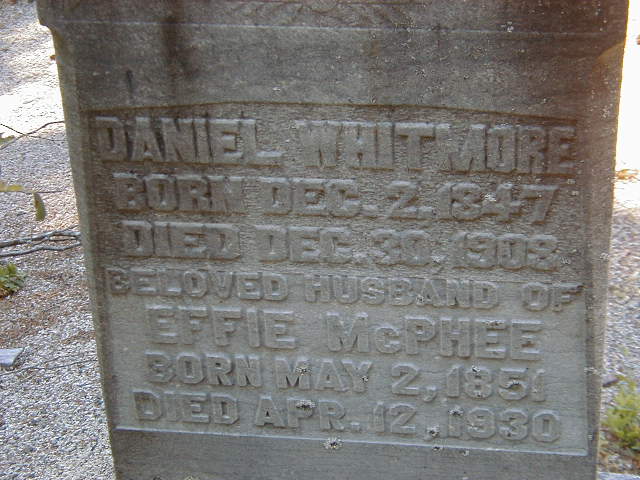 DANIEL WHITMORE
BORN DEC. 2, 1847
DIED DEC. 30, 1908
BELOVED HUSBAND OF
EFFIE McPHEE
BORN MAY 2, 1851
DIED APR. 12, 1930